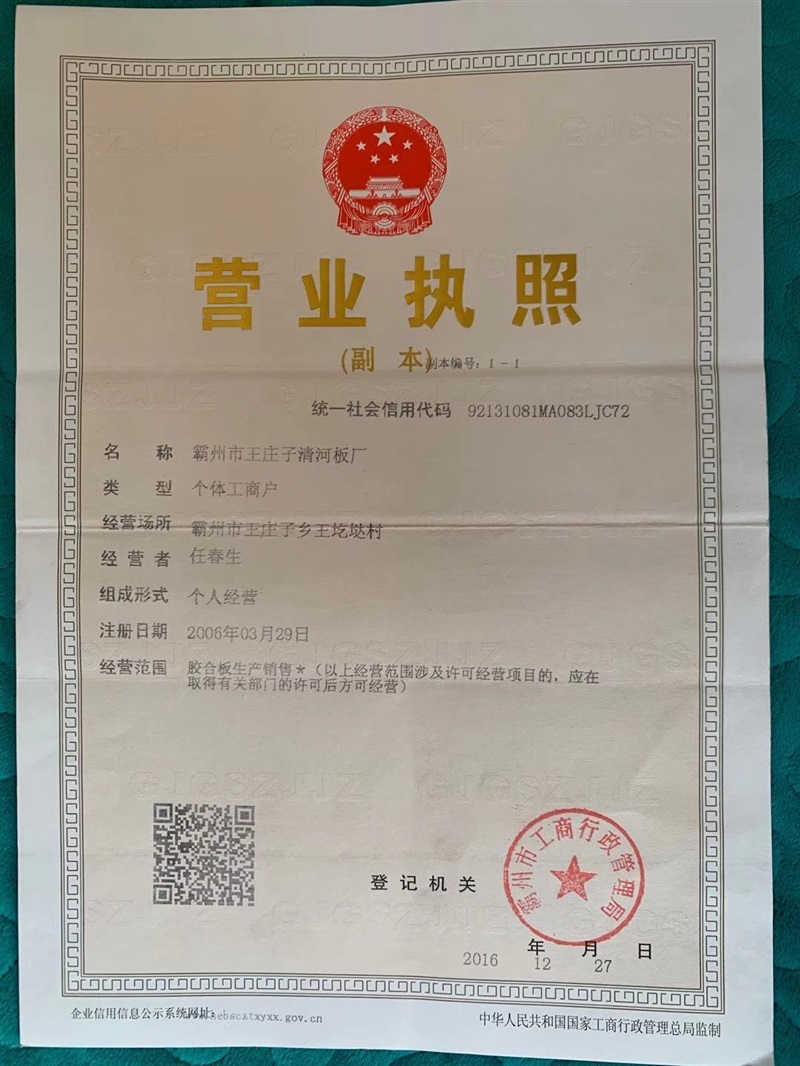 营业执照
(副 本)副本编号：1 - 1
统一社会信用代码 92131081MA083LJC72
名 称 霸州市王庄子清河板厂
类 型 个体工商户
经营场所 霸州市王庄子乡王圪垯村
经 营 者 任春生
组成形式 个人经营
注册日期 2006年03月29日
经营范围 胶合板生产销售*（以上经营范围涉及许可经营项目的，应在
取得有关部门的许可后方可经营）
霸州市工商行政管理局
登记机关
年 月 日
2016 12 27
企业信用信息公示系统网址：www.hebscztxyxx.gov.cn
中华人民共和国国家工商行政管理总局监制
GJGSZJJZ